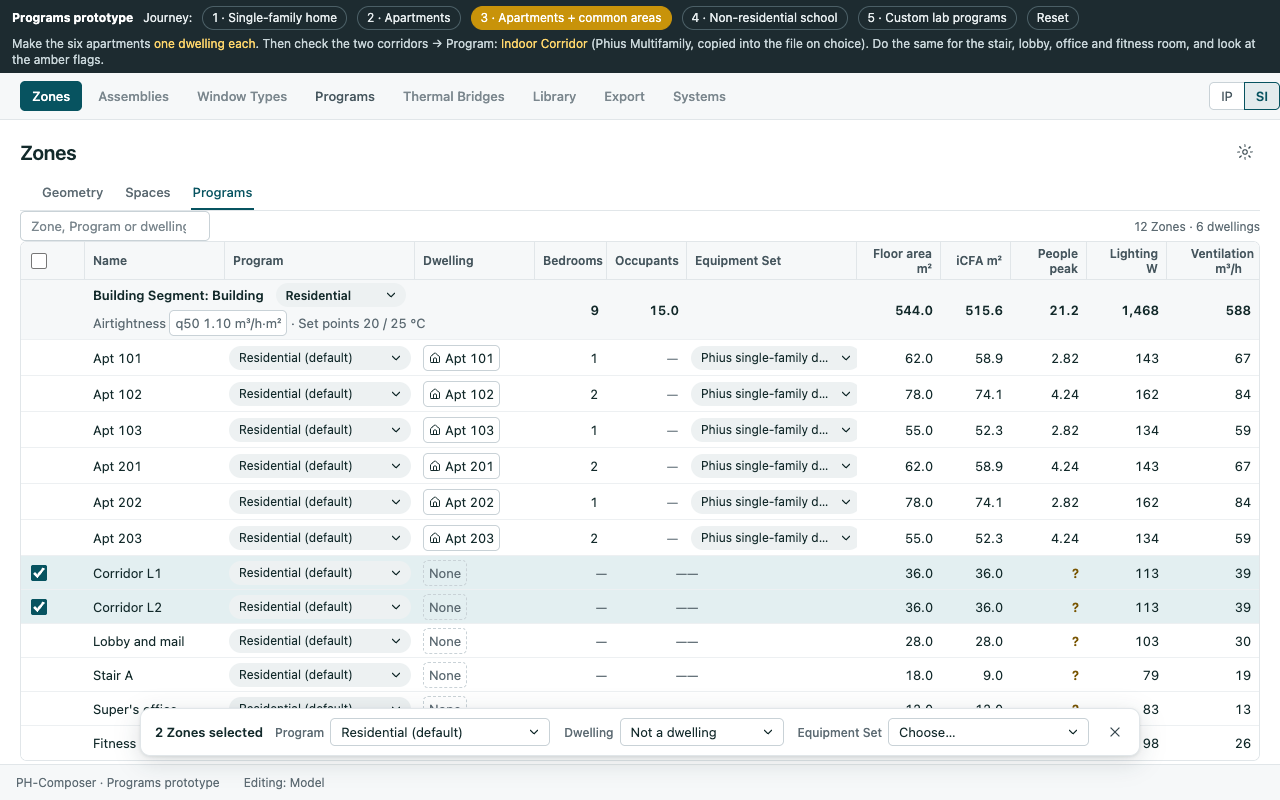 Programs prototype Journey: 1 · Single-family home 2 · Apartments 3 · Apartments + common areas 4 · Non-residential school 5 · Custom lab programs Reset
Make the six apartments one dwelling each. Then check the two corridors → Program: Indoor Corridor (Phius Multifamily, copied into the file on choice). Do the same for the stair, lobby, office and fitness room, and look at
the amber flags.
Zones Assemblies Window Types Programs Thermal Bridges Library Export Systems IP SI
Zones
Geometry Spaces Programs
Zone, Program or dwelling 12 Zones · 6 dwellings
Name Program Dwelling Bedrooms Occupants Equipment Set Floor area m² iCFA m² People peak Lighting W Ventilation m³/h
Building Segment: Building Residential 9 15.0 544.0 515.6 21.2 1,468 588
Airtightness q50 1.10 m³/h·m² · Set points 20 / 25 °C
Apt 101 Residential (default) Apt 101 1 — Phius single-family d... 62.0 58.9 2.82 143 67
Apt 102 Residential (default) Apt 102 2 — Phius single-family d... 78.0 74.1 4.24 162 84
Apt 103 Residential (default) Apt 103 1 — Phius single-family d... 55.0 52.3 2.82 134 59
Apt 201 Residential (default) Apt 201 2 — Phius single-family d... 62.0 58.9 4.24 143 67
Apt 202 Residential (default) Apt 202 1 — Phius single-family d... 78.0 74.1 2.82 162 84
Apt 203 Residential (default) Apt 203 2 — Phius single-family d... 55.0 52.3 4.24 134 59
Corridor L1 Residential (default) None — — — 36.0 36.0 ? 113 39
Corridor L2 Residential (default) None — — — 36.0 36.0 ? 113 39
Lobby and mail Residential (default) None — — — 28.0 28.0 ? 103 30
Stair A Residential (default) None — — — 18.0 9.0 ? 79 19
Super's office Residential (default) None 12.0 12.0 ? 83 13
Fitness 98 26
2 Zones selected Program Residential (default) Dwelling Not a dwelling Equipment Set Choose...
PH-Composer · Programs prototype Editing: Model